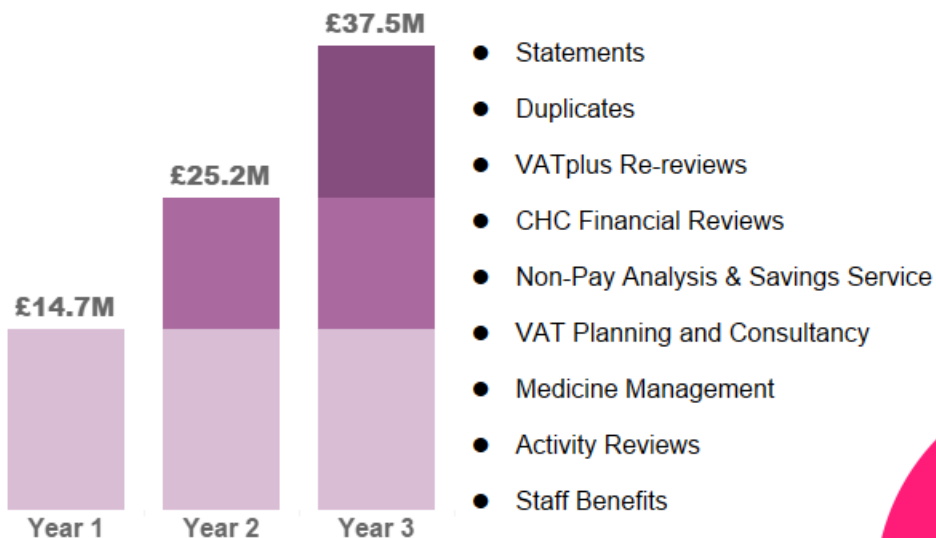 £37.5M
£25.2M
£14.7M
Year 1
Year 2
Year 3
● Statements
● Duplicates
● VATplus Re-reviews
● CHC Financial Reviews
● Non-Pay Analysis & Savings Service
● VAT Planning and Consultancy
● Medicine Management
● Activity Reviews
● Staff Benefits